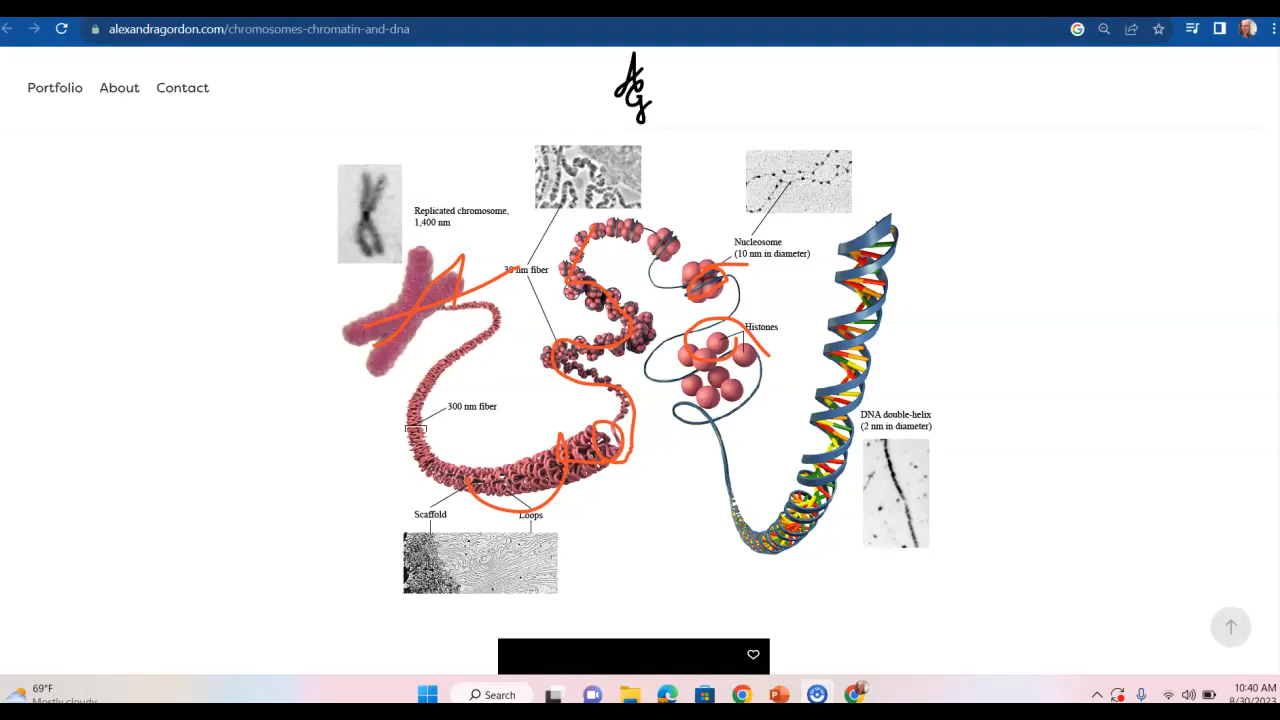 alexandragordon.com/chromosomes-chromatin-and-dna
Portfolio About Contact
AG
Replicated chromosome,
1,400 nm
30 nm fiber
Nucleosome
(10 nm in diameter)
Histones
300 nm fiber
DNA double-helix
(2 nm in diameter)
Scaffold
Loops
69°F
Mostly cloudy
Search
10:40 AM
8/30/2023